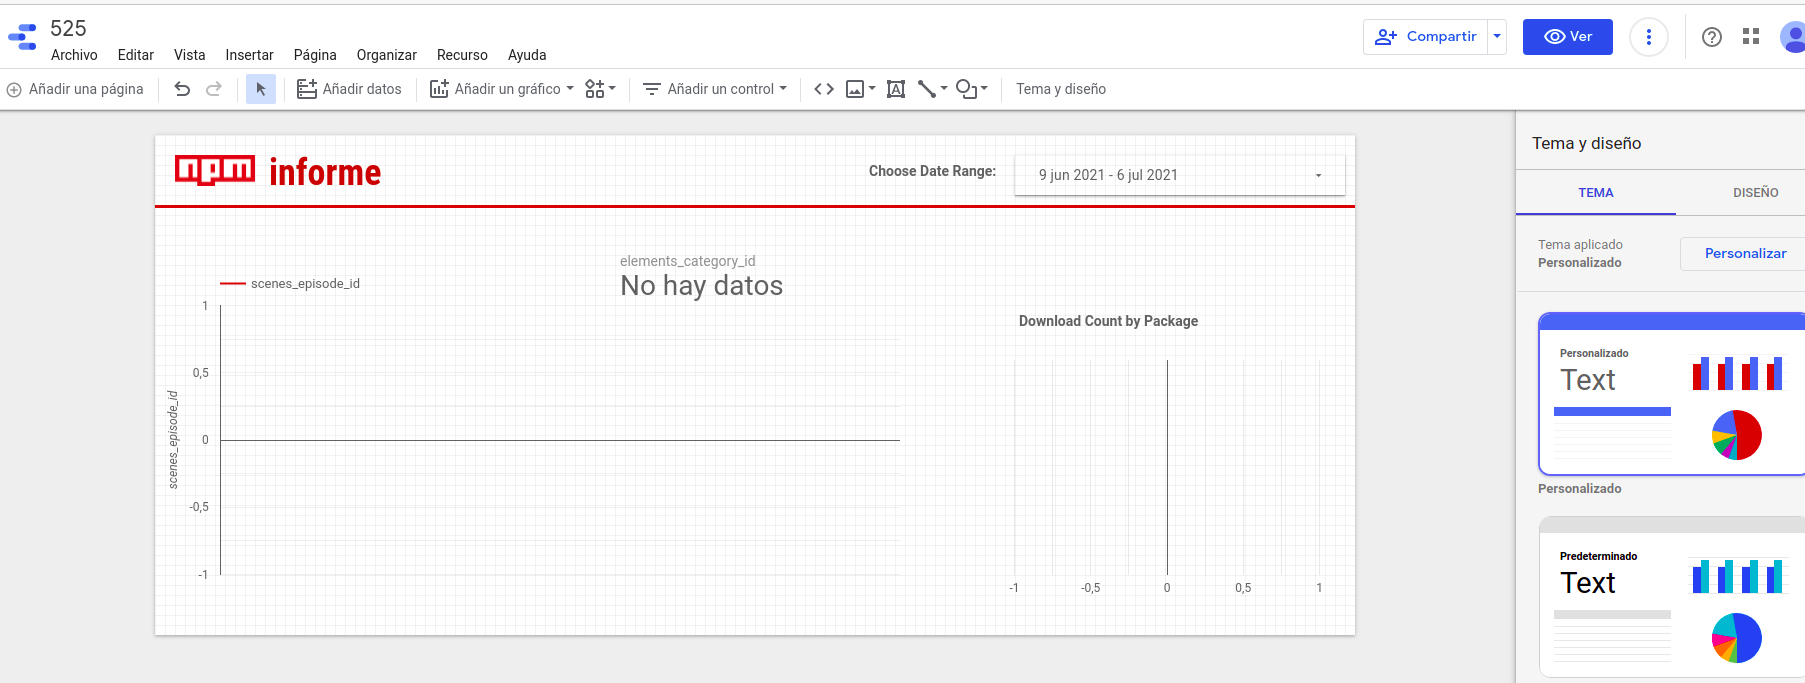 525
Archivo Editar Vista Insertar Página Organizar Recurso Ayuda
Compartir Ver
Añadir una página Añadir datos Añadir un gráfico Añadir un control Tema y diseño
npm informe
Choose Date Range: 9 jun 2021 - 6 jul 2021
elements_category_id
No hay datos
scenes_episode_id
1
0,5
0
-0,5
-1
scenes_episode_id
Download Count by Package
-1 -0,5 0 0,5 1
Tema y diseño
TEMA DISEÑO
Tema aplicado
Personalizado
Personalizar
Personalizado
Text
Personalizado
Predeterminado
Text